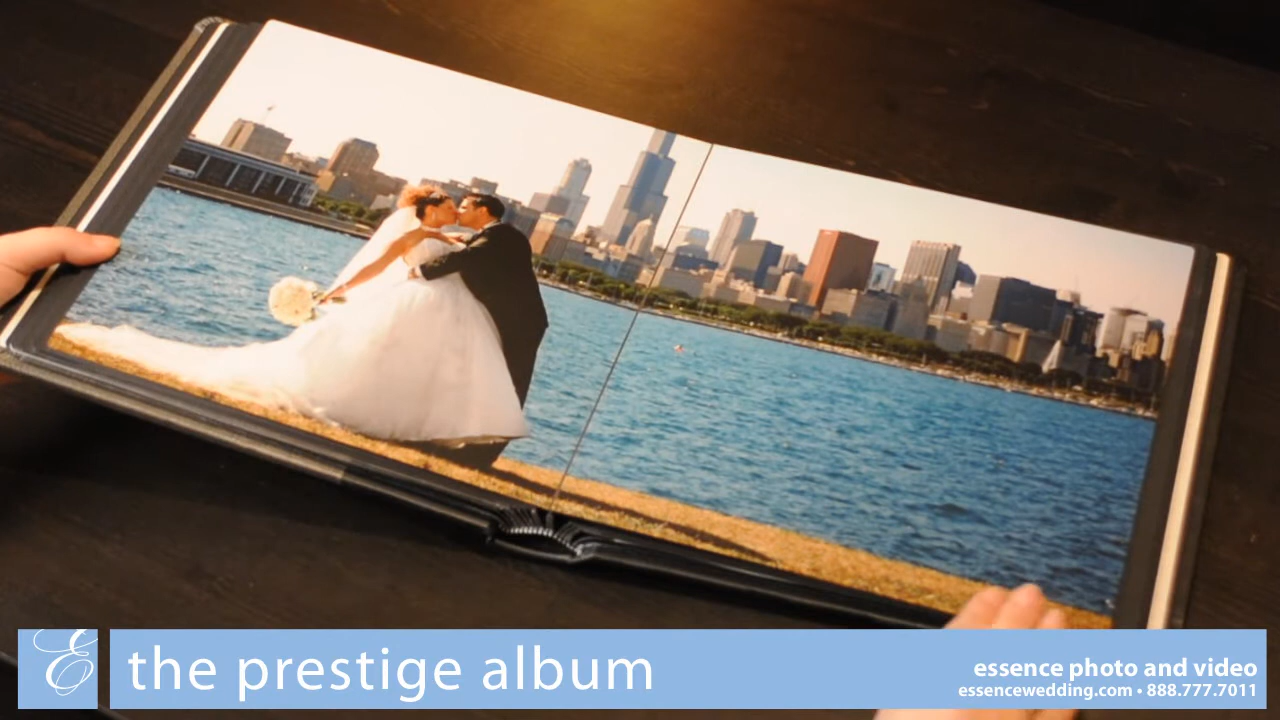 E
the prestige album
essence photo and video
essencewedding.com • 888.777.7011